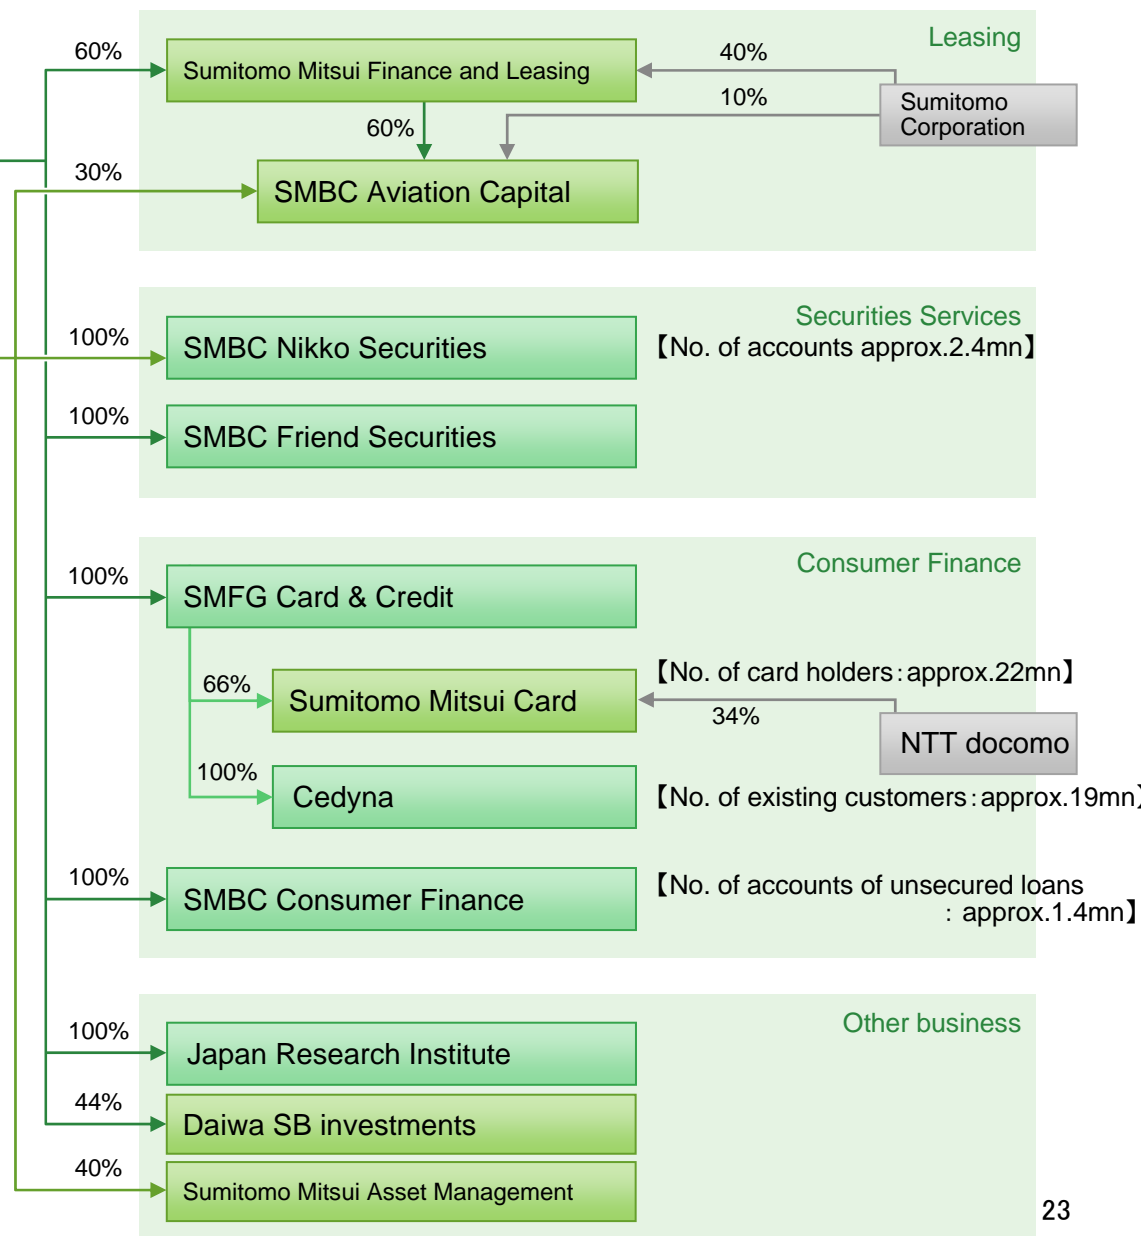 Leasing
60%
Sumitomo Mitsui Finance and Leasing
40%
10%
Sumitomo
Corporation
60%
30%
SMBC Aviation Capital
Securities Services
100%
SMBC Nikko Securities
【No. of accounts approx.2.4mn】
100%
SMBC Friend Securities
Consumer Finance
100%
SMFG Card & Credit
【No. of card holders：approx.22mn】
66%
Sumitomo Mitsui Card
34%
NTT docomo
100%
Cedyna
【No. of existing customers：approx.19mn】
100%
SMBC Consumer Finance
【No. of accounts of unsecured loans
：approx.1.4mn】
Other business
100%
Japan Research Institute
44%
Daiwa SB investments
40%
Sumitomo Mitsui Asset Management
23